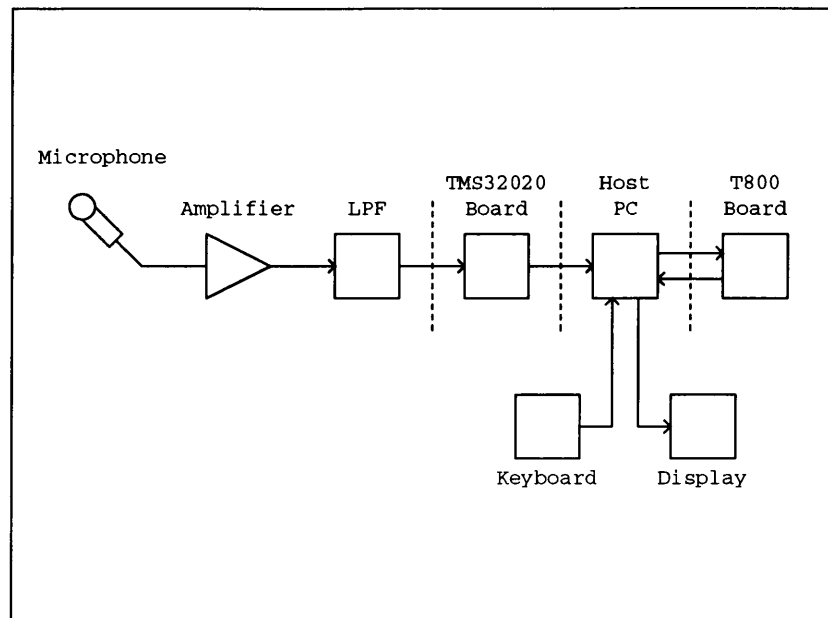 Microphone
Amplifier
LPF
TMS32020
Board
Host
PC
T800
Board
Keyboard
Display